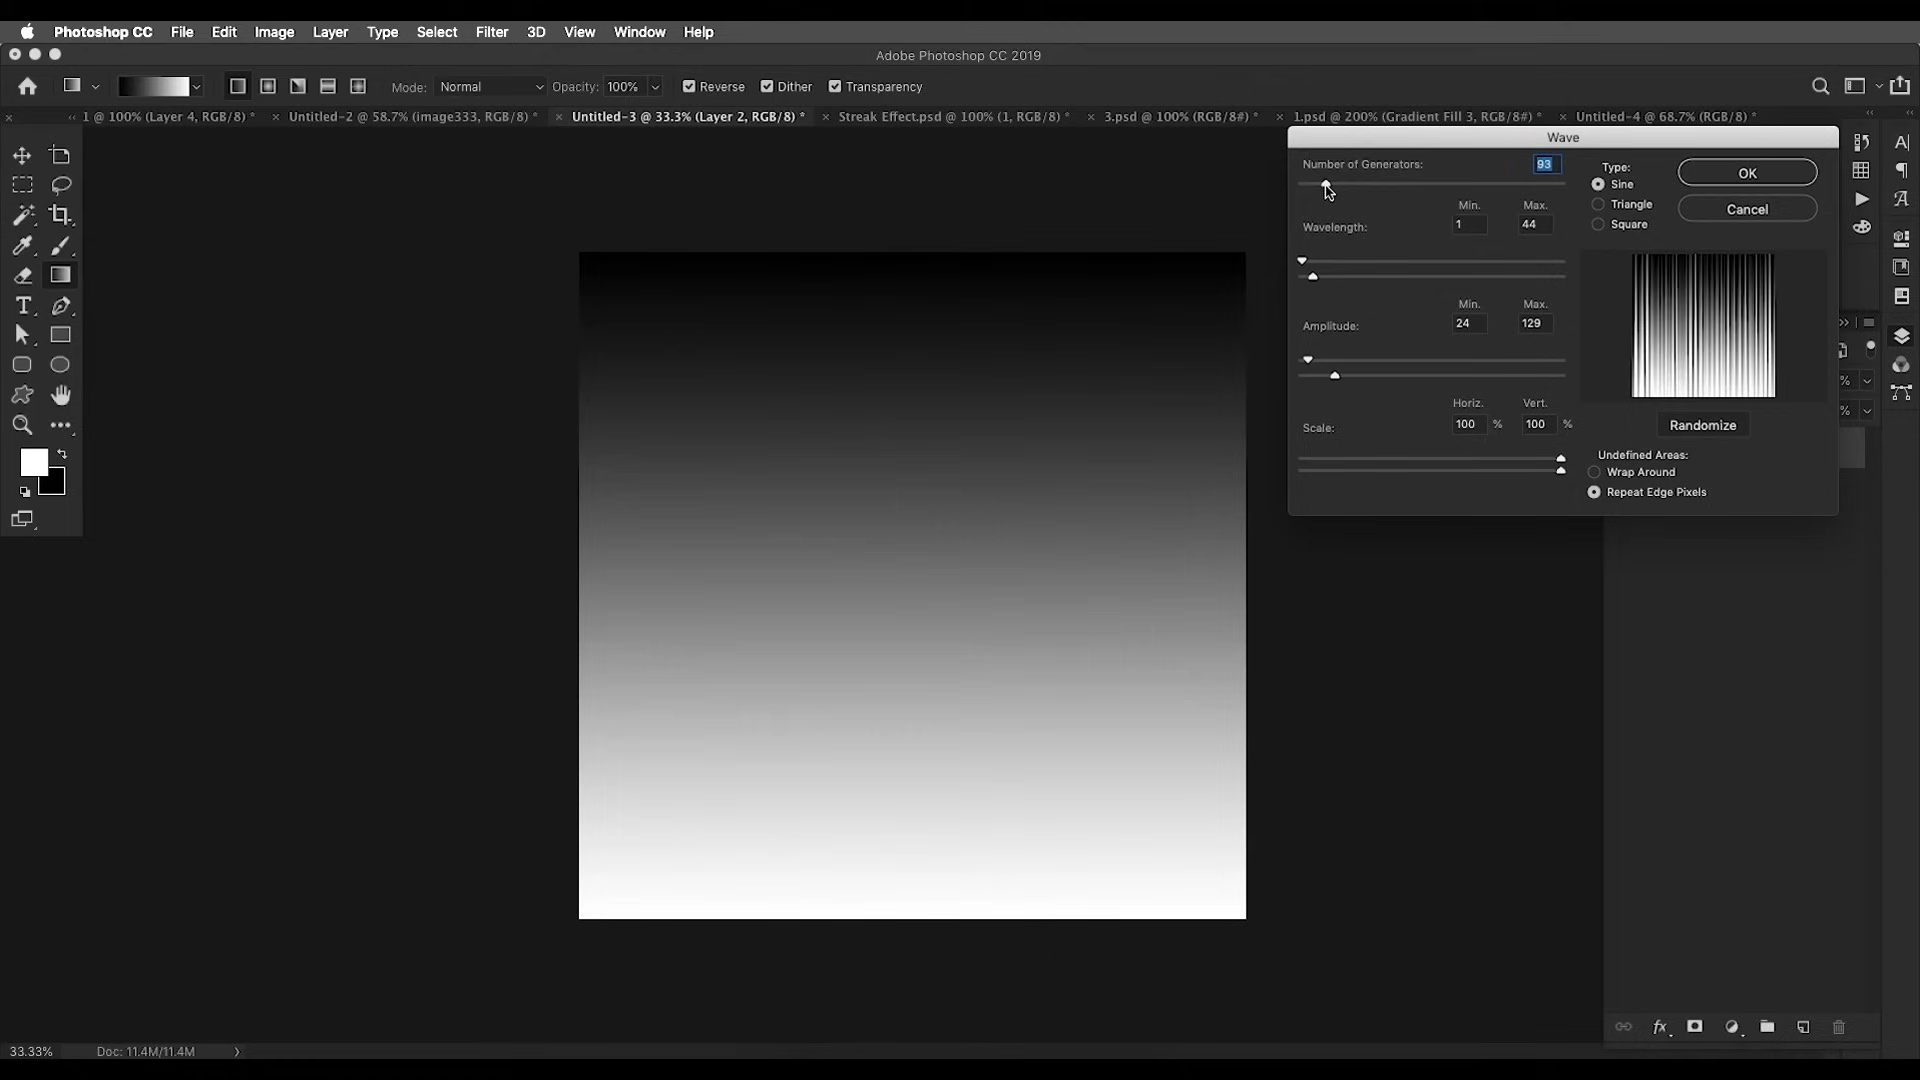 Photoshop CC File Edit Image Layer Type Select Filter 3D View Window Help
Adobe Photoshop CC 2019
Mode: Normal Opacity: 100% Reverse Dither Transparency
1 @ 100% (Layer 4, RGB/8) * Untitled-2 @ 58.7% (image333, RGB/8) * Untitled-3 @ 33.3% (Layer 2, RGB/8) * Streak Effect.psd @ 100% (1, RGB/8) * 3.psd @ 100% (RGB/8#) * 1.psd @ 200% (Gradient Fill 3, RGB/8#) * Untitled-4 @ 68.7% (RGB/8) *
Wave
Number of Generators: 93
Type:
Sine
Triangle
Square
OK
Cancel
Min. Max.
Wavelength: 1 44
Min. Max.
Amplitude: 24 129
Horiz. Vert.
Scale: 100 % 100 %
Randomize
Undefined Areas:
Wrap Around
Repeat Edge Pixels
%
%
fx
33.33% Doc: 11.4M/11.4M